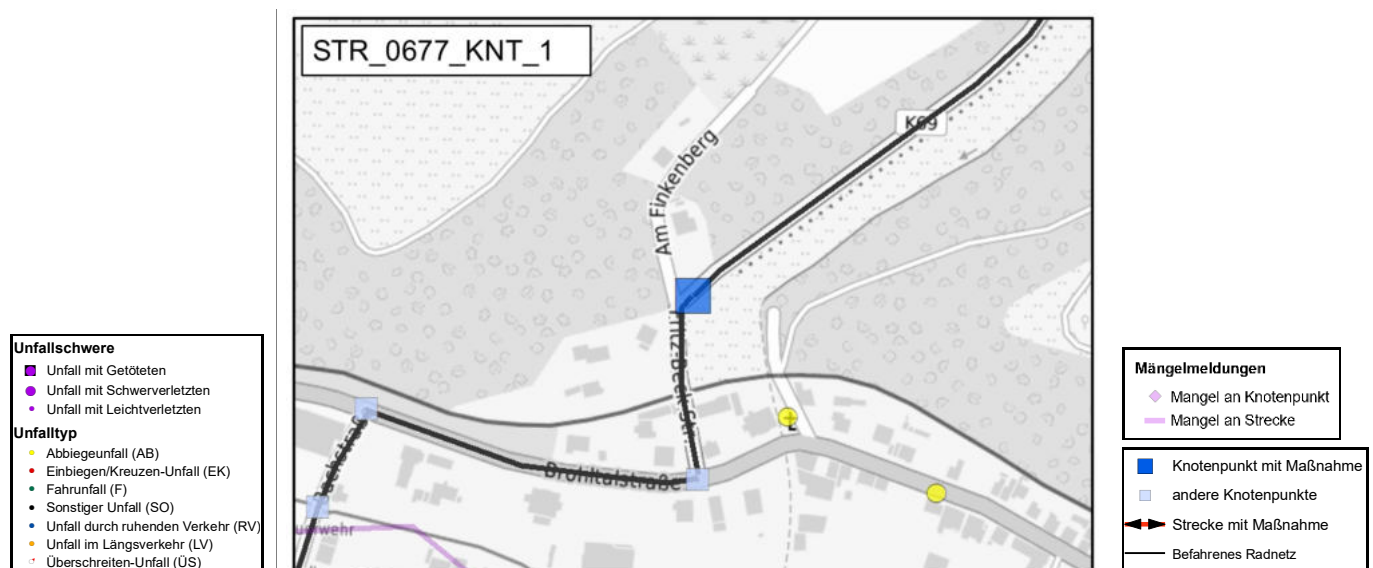 STR_0677_KNT_1
K69
Am Finkenberg
Brohltalstraße
Unfallschwere
Unfall mit Getöteten
Unfall mit Schwerverletzten
Unfall mit Leichtverletzten
Unfalltyp
Abbiegeunfall (AB)
Einbiegen/Kreuzen-Unfall (EK)
Fahrunfall (F)
Sonstiger Unfall (SO)
Unfall durch ruhenden Verkehr (RV)
Unfall im Längsverkehr (LV)
Überschreiten-Unfall (ÜS)
Mängelmeldungen
Mangel an Knotenpunkt
Mangel an Strecke
Knotenpunkt mit Maßnahme
andere Knotenpunkte
Strecke mit Maßnahme
Befahrenes Radnetz